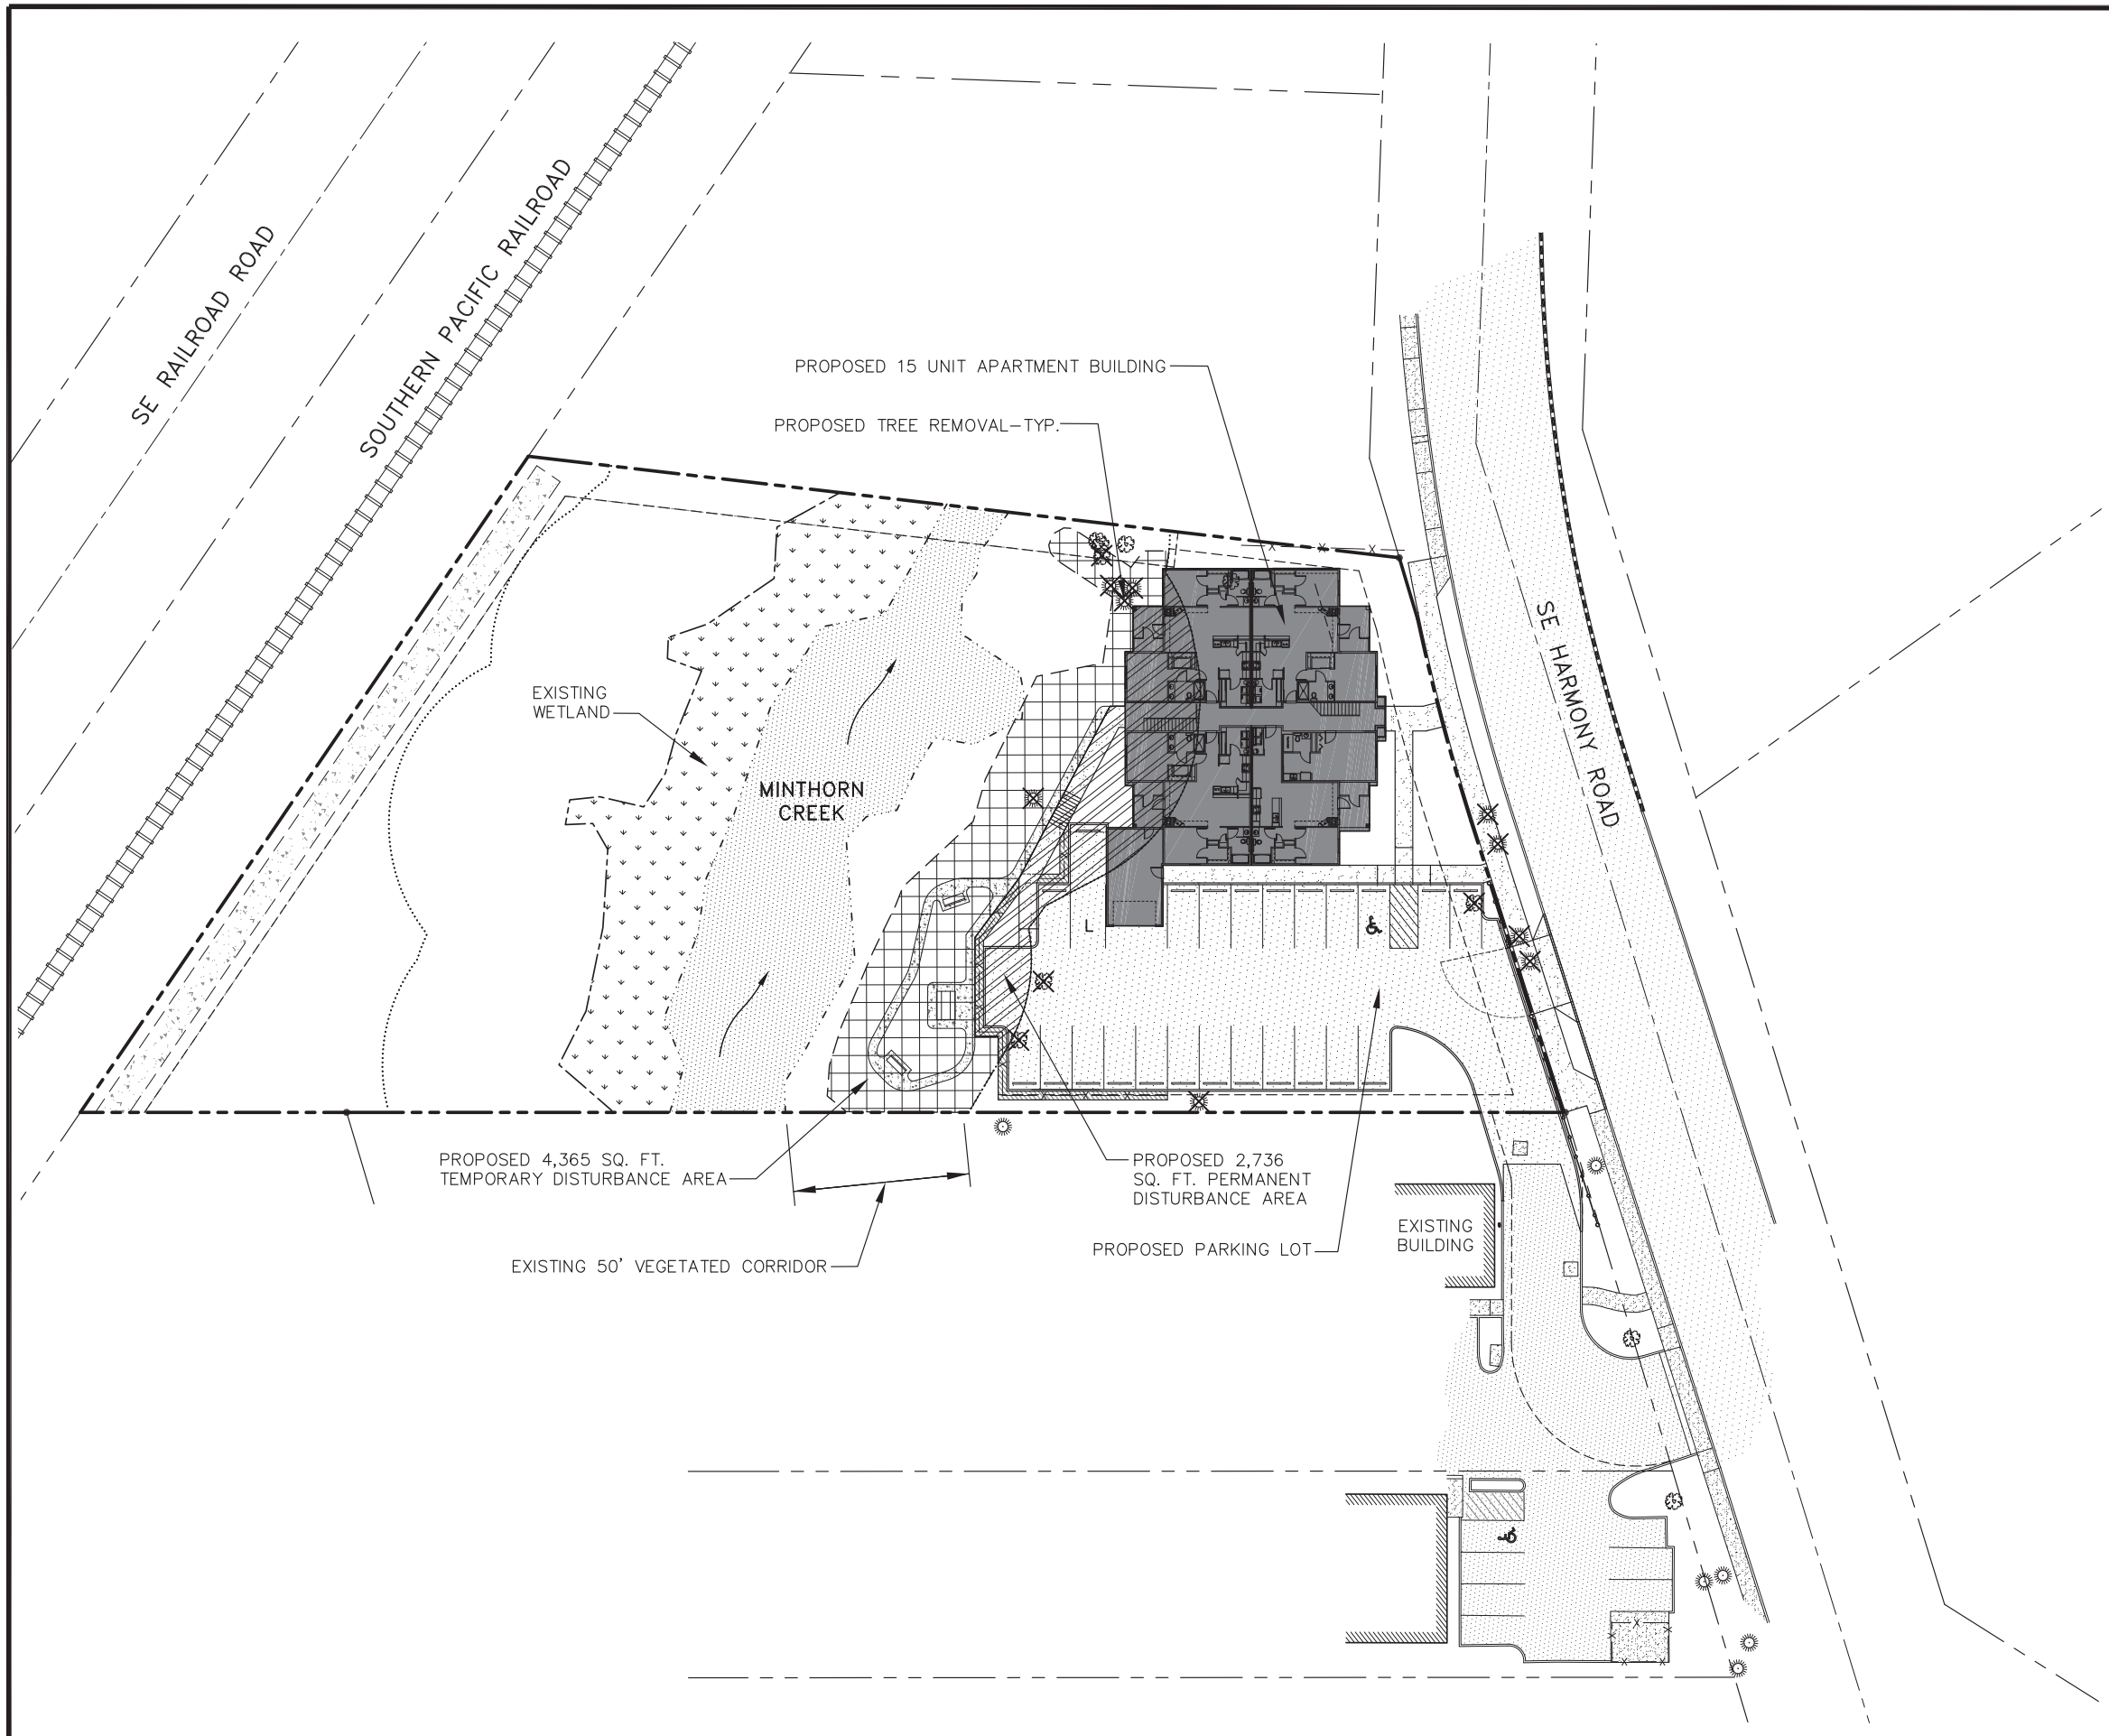 SE RAILROAD ROAD
SOUTHERN PACIFIC RAILROAD
PROPOSED 15 UNIT APARTMENT BUILDING
PROPOSED TREE REMOVAL-TYP.
SE HARMONY ROAD
EXISTING
WETLAND
MINTHORN
CREEK
L
PROPOSED 4,365 SQ. FT.
TEMPORARY DISTURBANCE AREA
PROPOSED 2,736
SQ. FT. PERMANENT
DISTURBANCE AREA
EXISTING
BUILDING
PROPOSED PARKING LOT
EXISTING 50' VEGETATED CORRIDOR